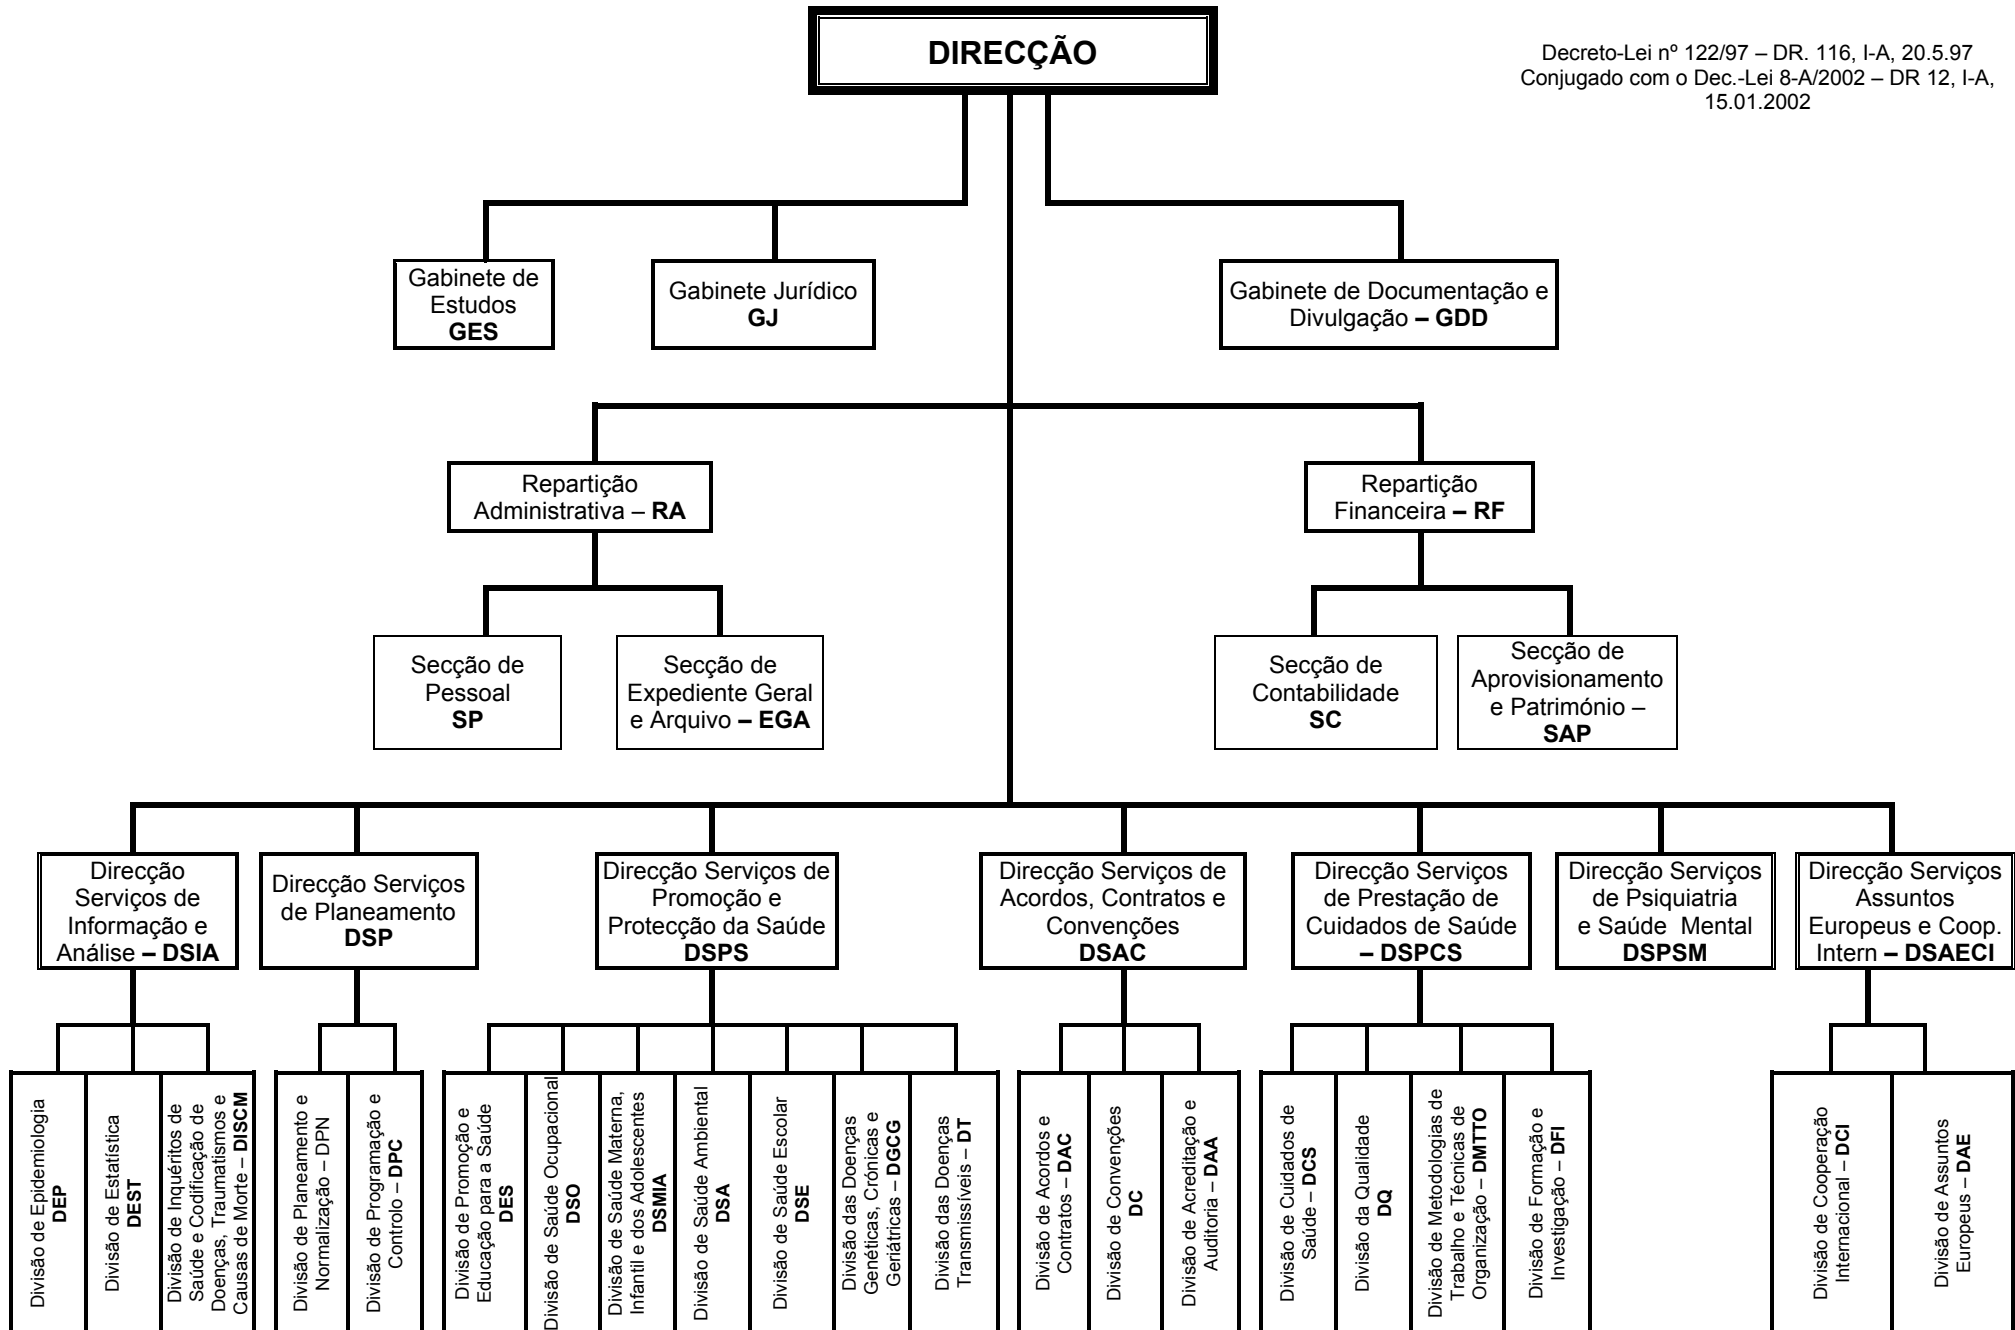 DIRECÇÃO
Decreto-Lei nº 122/97 – DR. 116, I-A, 20.5.97
Conjugado com o Dec.-Lei 8-A/2002 – DR 12, I-A,
15.01.2002
Gabinete de
Estudos
GES
Gabinete Jurídico
GJ
Gabinete de Documentação e
Divulgação – GDD
Repartição
Administrativa – RA
Repartição
Financeira – RF
Secção de
Pessoal
SP
Secção de
Expediente Geral
e Arquivo – EGA
Secção de
Contabilidade
SC
Secção de
Aprovisionamento
e Património –
SAP
Direcção
Serviços de
Informação e
Análise – DSIA
Direcção Serviços
de Planeamento
DSP
Direcção Serviços de
Promoção e
Protecção da Saúde
DSPS
Direcção Serviços de
Acordos, Contratos e
Convenções
DSAC
Direcção Serviços
de Prestação de
Cuidados de Saúde
– DSPCS
Direcção Serviços
de Psiquiatria
e Saúde Mental
DSPSM
Direcção Serviços
Assuntos
Europeus e Coop.
Intern – DSAECI
Divisão de Epidemiologia
DEP
Divisão de Estatística
DEST
Divisão de Inquéritos de
Saúde e Codificação de
Doenças, Traumatismos e
Causas de Morte – DISCM
Divisão de Planeamento e
Normalização – DPN
Divisão de Programação e
Controlo – DPC
Divisão de Promoção e
Educação para a Saúde
DES
Divisão de Saúde Ocupacional
DSO
Divisão de Saúde Materna,
Infantil e dos Adolescentes
DSMIA
Divisão de Saúde Ambiental
DSA
Divisão de Saúde Escolar
DSE
Divisão das Doenças
Genéticas, Crónicas e
Geriátricas – DGCG
Divisão das Doenças
Transmissíveis – DT
Divisão de Acordos e
Contratos – DAC
Divisão de Convenções
DC
Divisão de Acreditação e
Auditoria – DAA
Divisão de Cuidados de
Saúde – DCS
Divisão da Qualidade
DQ
Divisão de Metodologias de
Trabalho e Técnicas de
Organização – DMTTO
Divisão de Formação e
Investigação – DFI
Divisão de Cooperação
Internacional – DCI
Divisão de Assuntos
Europeus – DAE